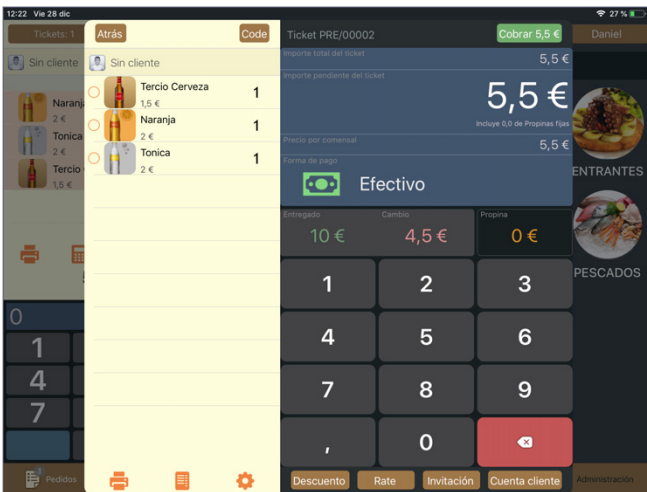 12:22 Vie 28 dic
27 %
Tickets: 1
Atrás
Code
Ticket PRE/00002
Cobrar 5,5 €
Daniel
Sin cliente
Sin cliente
Naranja
2 €
Tonica
2 €
Tercio
1,5 €
Tercio Cerveza
1,5 €
1
Naranja
2 €
1
Tonica
2 €
1
Importe total del ticket
5,5 €
Importe pendiente del ticket
5,5 €
Incluye 0,0 de Propinas fijas
Precio por comensal
5,5 €
Forma de pago
Efectivo
Entregado
10 €
Cambio
4,5 €
Propina
0 €
ENTRANTES
PESCADOS
0
1
4
7
1
2
3
4
5
6
7
8
9
,
0
Pedidos
Descuento
Rate
Invitación
Cuenta cliente
Administración